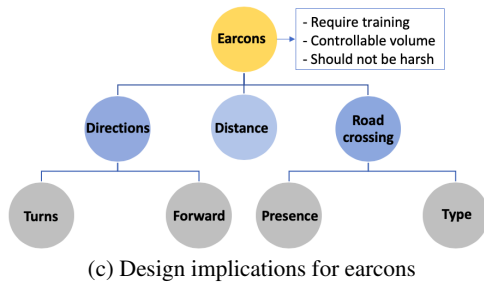 Earcons
- Require training
- Controllable volume
- Should not be harsh
Directions
Distance
Road
crossing
Turns
Forward
Presence
Type
(c) Design implications for earcons